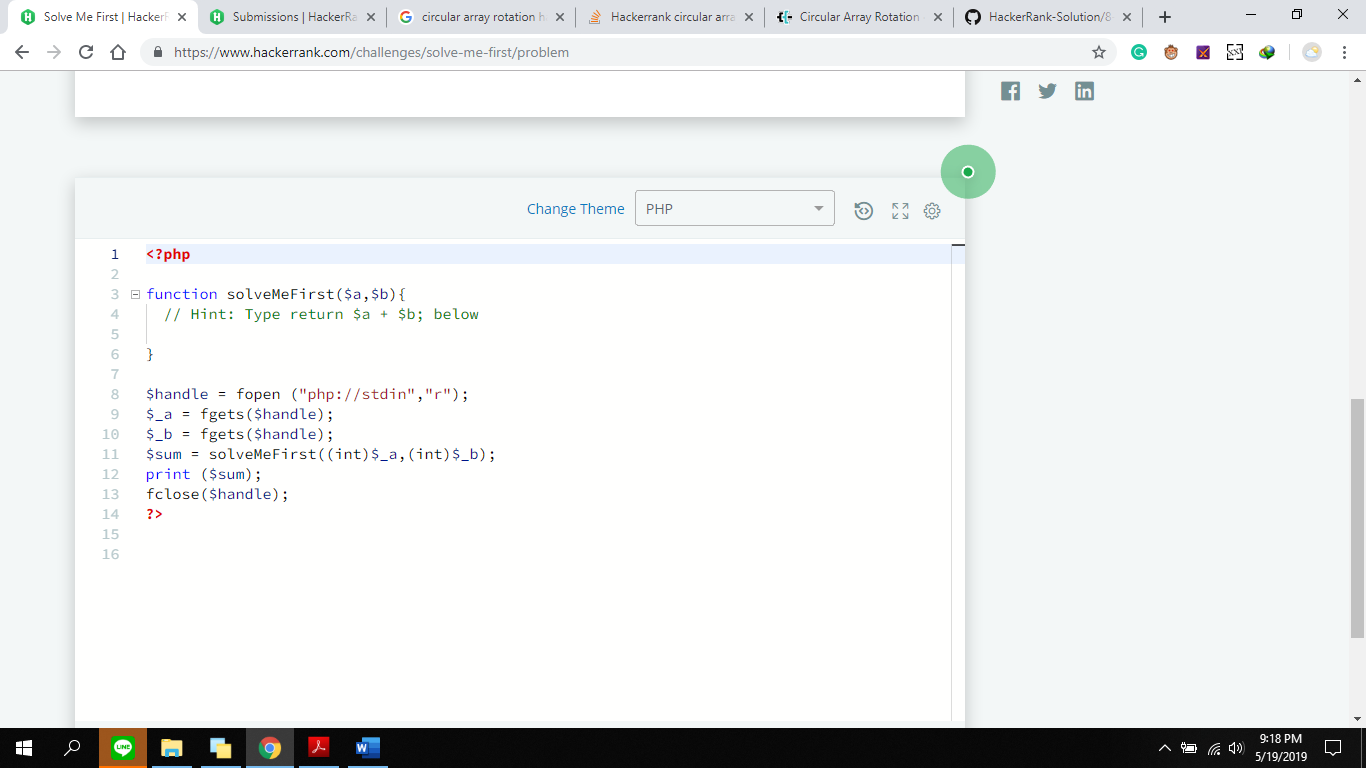 Solve Me First | HackerR
Submissions | HackerRa
circular array rotation h
Hackerrank circular arra
Circular Array Rotation
HackerRank-Solution/8
https://www.hackerrank.com/challenges/solve-me-first/problem
Change Theme PHP
1 <?php
2
3 function solveMeFirst($a,$b){
4 // Hint: Type return $a + $b; below
5
6 }
7
8 $handle = fopen ("php://stdin","r");
9 $_a = fgets($handle);
10 $_b = fgets($handle);
11 $sum = solveMeFirst((int)$_a,(int)$_b);
12 print ($sum);
13 fclose($handle);
14 ?>
15
16
LINE
9:18 PM
5/19/2019